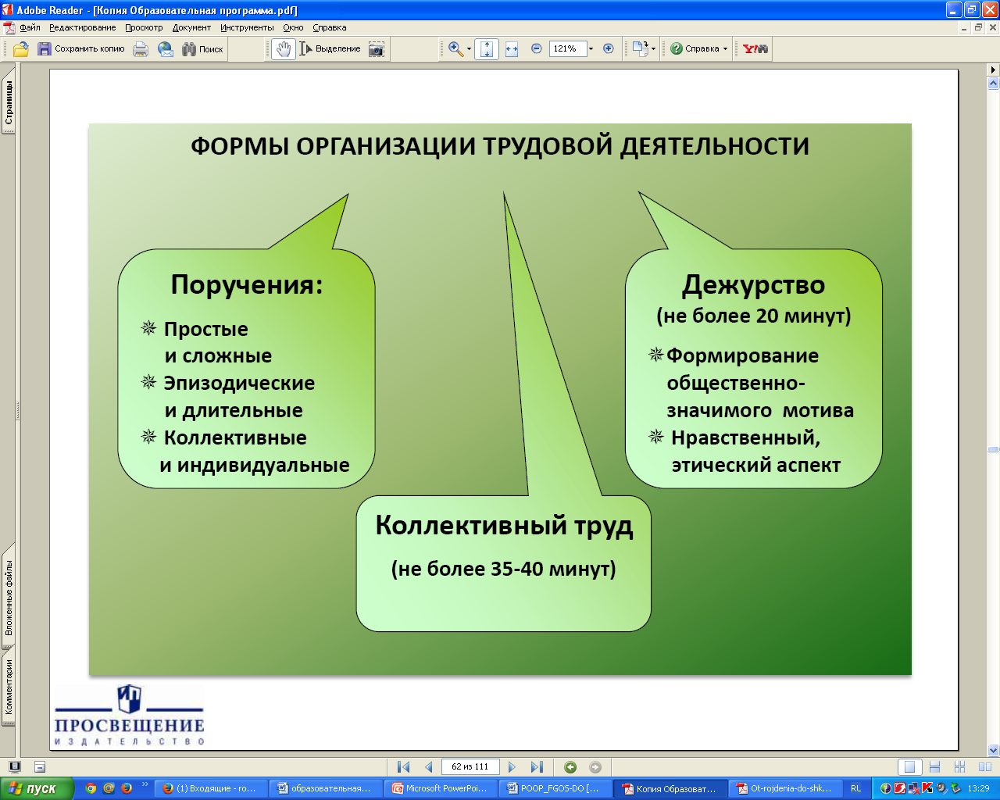 Adobe Reader - [Копия Образовательная программа.pdf]
Файл Редактирование Просмотр Документ Инструменты Окно Справка
Сохранить копию Поиск Выделение 121% Справка Y!
Страницы
Вложенные файлы
Комментарии
ФОРМЫ ОРГАНИЗАЦИИ ТРУДОВОЙ ДЕЯТЕЛЬНОСТИ
Поручения:
Простые
и сложные
Эпизодические
и длительные
Коллективные
и индивидуальные
Коллективный труд
(не более 35-40 минут)
Дежурство
(не более 20 минут)
Формирование
общественно-
значимого мотива
Нравственный,
этический аспект
ИП
ПРОСВЕЩЕНИЕ
ИЗДАТЕЛЬСТВО
62 из 111
пуск
(1) Входящие - ro...
образовательная...
Microsoft PowerPoi...
POOP_FGOS-DO [...
Копия Образоват...
Ot-rojdenia-do-shk...
RL
13:29